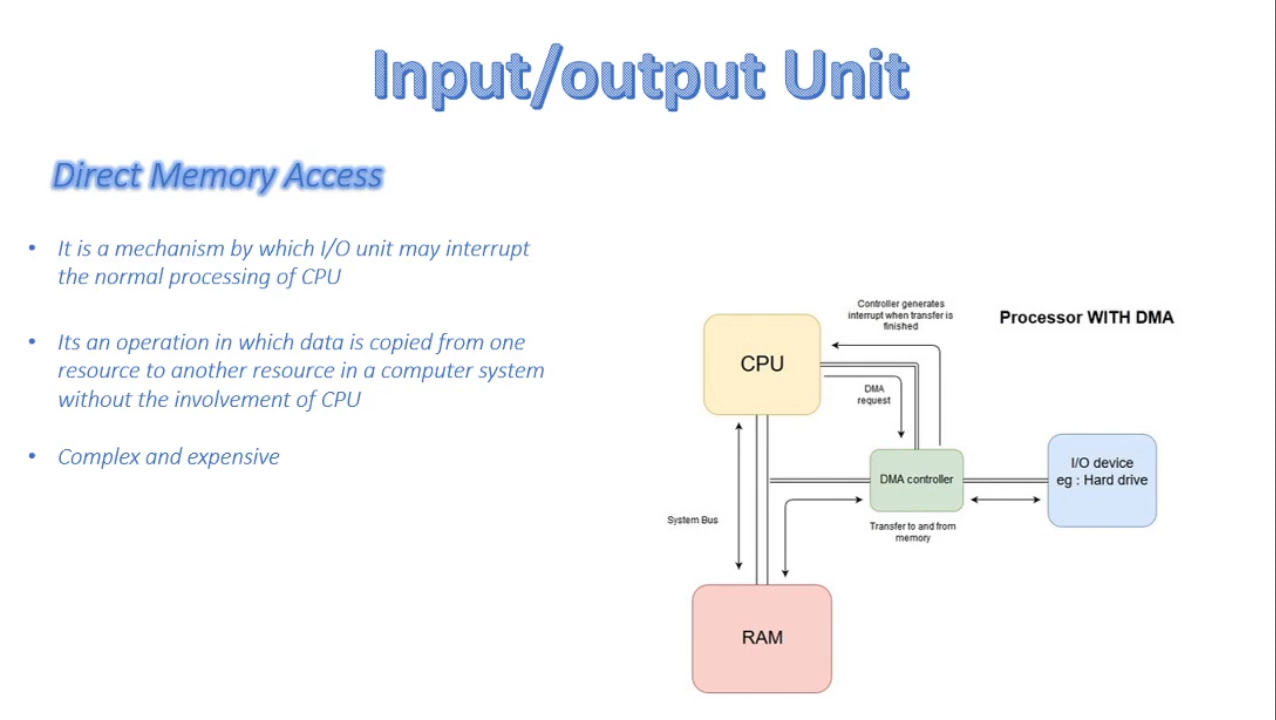 Input/output Unit
Direct Memory Access
• It is a mechanism by which I/O unit may interrupt
the normal processing of CPU
• Its an operation in which data is copied from one
resource to another resource in a computer system
without the involvement of CPU
• Complex and expensive
Controller generates
interrupt when transfer is
finished
Processor WITH DMA
CPU
DMA
request
DMA controller
I/O device
eg : Hard drive
System Bus
Transfer to and from
memory
RAM